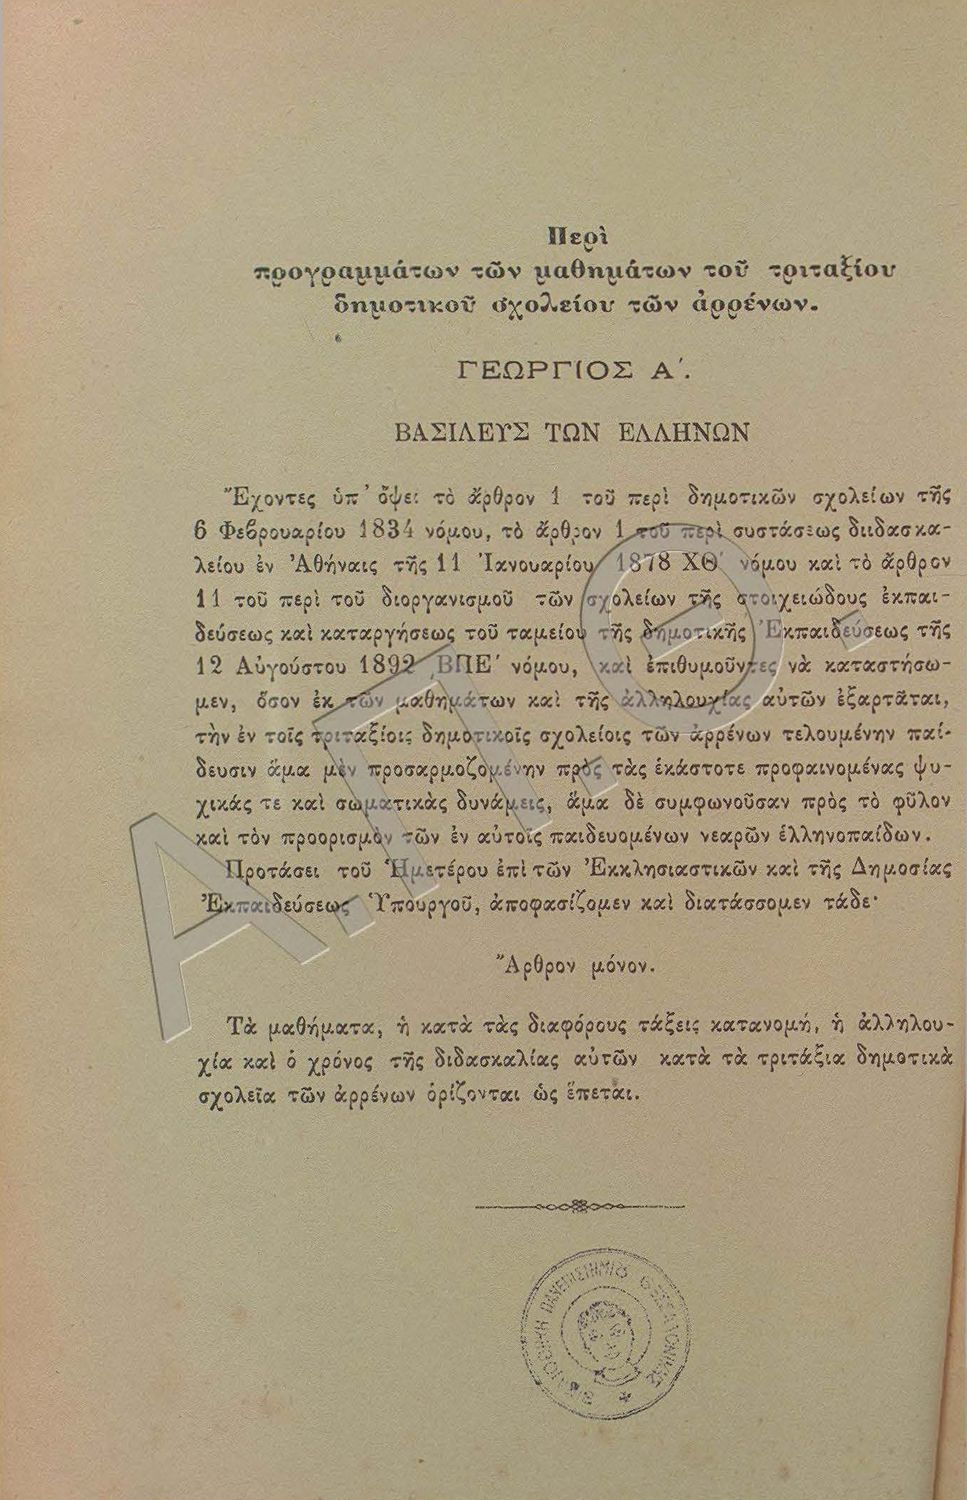 Περὶ
προγραμμάτων τῶν μαθημάτων τοῦ τριταξίου
δημοτικοῦ σχολείου τῶν ἀρρένων.
ΓΕΩΡΓΙΟΣ Α΄.
ΒΑΣΙΛΕΥΣ ΤΩΝ ΕΛΛΗΝΩΝ
Ἔχοντες ὑπ' ὄψει τὸ ἄρθρον 1 τοῦ περὶ δημοτικῶν σχολείων τῆς
6 Φεβρουαρίου 1834 νόμου, τὸ ἄρθρον 1 τοῦ περὶ συστάσεως διιδασκα-
λείου ἐν Ἀθήναις τῆς 11 Ἰανουαρίου 1878 ΧΘ΄ νόμου καὶ τὸ ἄρθρον
11 τοῦ περὶ τοῦ διοργανισμοῦ τῶν σχολείων τῆς στοιχειώδους ἐκπαι-
δεύσεως καὶ καταργήσεως τοῦ ταμείου τῆς δημοτικῆς Ἐκπαιδεύσεως τῆς
12 Αὐγούστου 1892 ͵ΒΠΕ΄ νόμου, καὶ ἐπιθυμοῦντες νὰ καταστήσω-
μεν, ὅσον ἐκ τῶν μαθημάτων καὶ τῆς ἀλληλουχίας αὐτῶν ἐξαρτᾶται,
τὴν ἐν τοῖς τριταξίοις δημοτικοῖς σχολείοις τῶν ἀρρένων τελουμένην παί-
δευσιν ἅμα μὲν προσαρμοζομένην πρὸς τὰς ἑκάστοτε προφαινομένας ψυ-
χικάς τε καὶ σωματικὰς δυνάμεις, ἅμα δὲ συμφωνοῦσαν πρὸς τὸ φῦλον
καὶ τὸν προορισμὸν τῶν ἐν αὐτοῖς παιδευομένων νεαρῶν ἑλληνοπαίδων.
Προτάσει τοῦ Ἡμετέρου ἐπὶ τῶν Ἐκκλησιαστικῶν καὶ τῆς Δημοσίας
Ἐκπαιδεύσεως Ὑπουργοῦ, ἀποφασίζομεν καὶ διατάσσομεν τάδε·
Ἄρθρον μόνον.
Τὰ μαθήματα, ἡ κατὰ τὰς διαφόρους τάξεις κατανομή, ἡ ἀλληλου-
χία καὶ ὁ χρόνος τῆς διδασκαλίας αὐτῶν κατὰ τὰ τριτάξια δημοτικὰ
σχολεῖα τῶν ἀρρένων ὁρίζονται ὡς ἕπεται.
ΒΙΒΛΙΟΘΗΚΗ ΠΑΝΕΠΙΣΤΗΜΙΟΥ ΘΕΣΣΑΛΟΝΙΚΗΣ